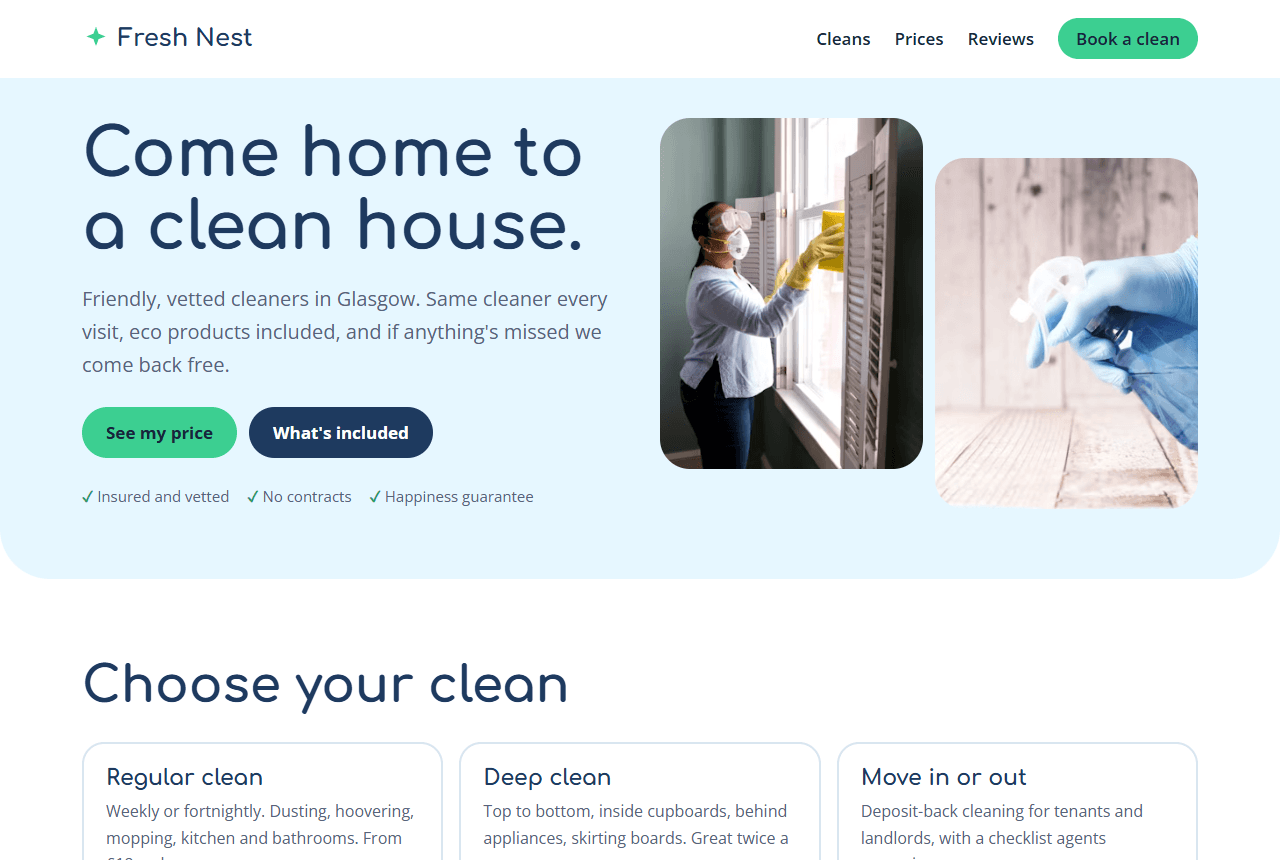 Fresh Nest
Cleans
Prices
Reviews
Book a clean
Come home to
a clean house.
Friendly, vetted cleaners in Glasgow. Same cleaner every
visit, eco products included, and if anything's missed we
come back free.
See my price
What's included
✓ Insured and vetted
✓ No contracts
✓ Happiness guarantee
Choose your clean
Regular clean
Weekly or fortnightly. Dusting, hoovering,
mopping, kitchen and bathrooms. From
Deep clean
Top to bottom, inside cupboards, behind
appliances, skirting boards. Great twice a
Move in or out
Deposit-back cleaning for tenants and
landlords, with a checklist agents